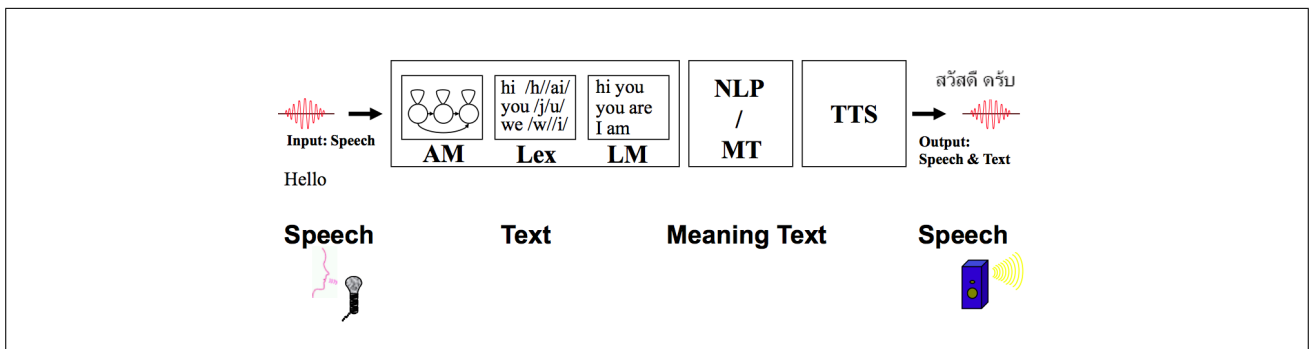 Input: Speech
Hello
hi /h//ai/
you /j/u/
we /w//i/
hi you
you are
I am
AM
Lex
LM
NLP
/
MT
TTS
สวัสดี ดรับ
Output:
Speech & Text
Speech
Text
Meaning Text
Speech